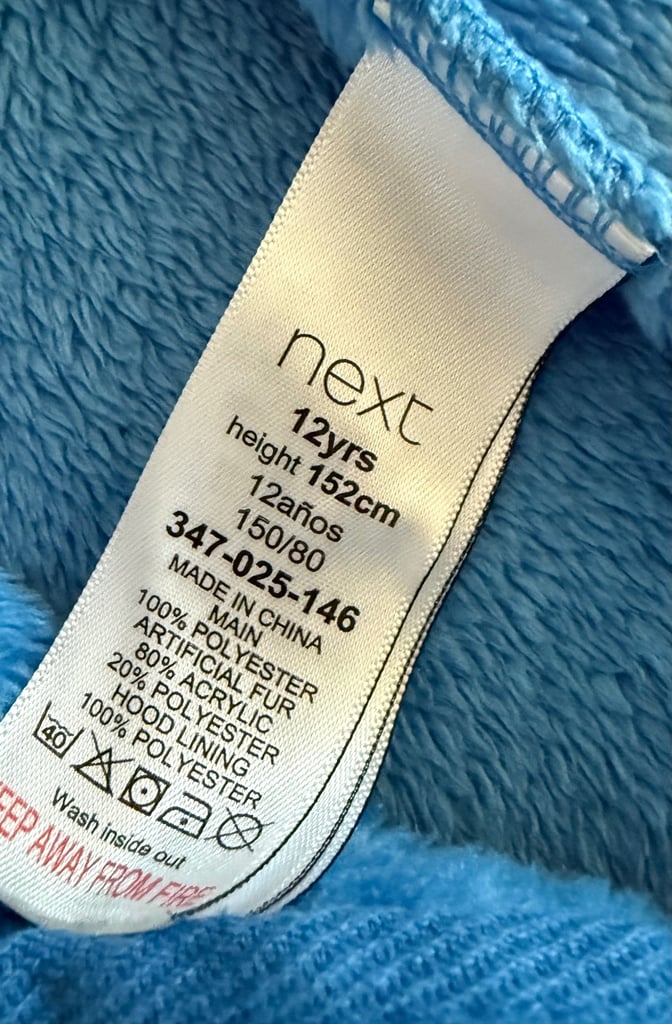 next
12yrs
height 152cm
12años
150/80
347-025-146
MADE IN CHINA
MAIN
100% POLYESTER
ARTIFICIAL FUR
80% ACRYLIC
20% POLYESTER
HOOD LINING
100% POLYESTER
40
Wash inside out
KEEP AWAY FROM FIRE